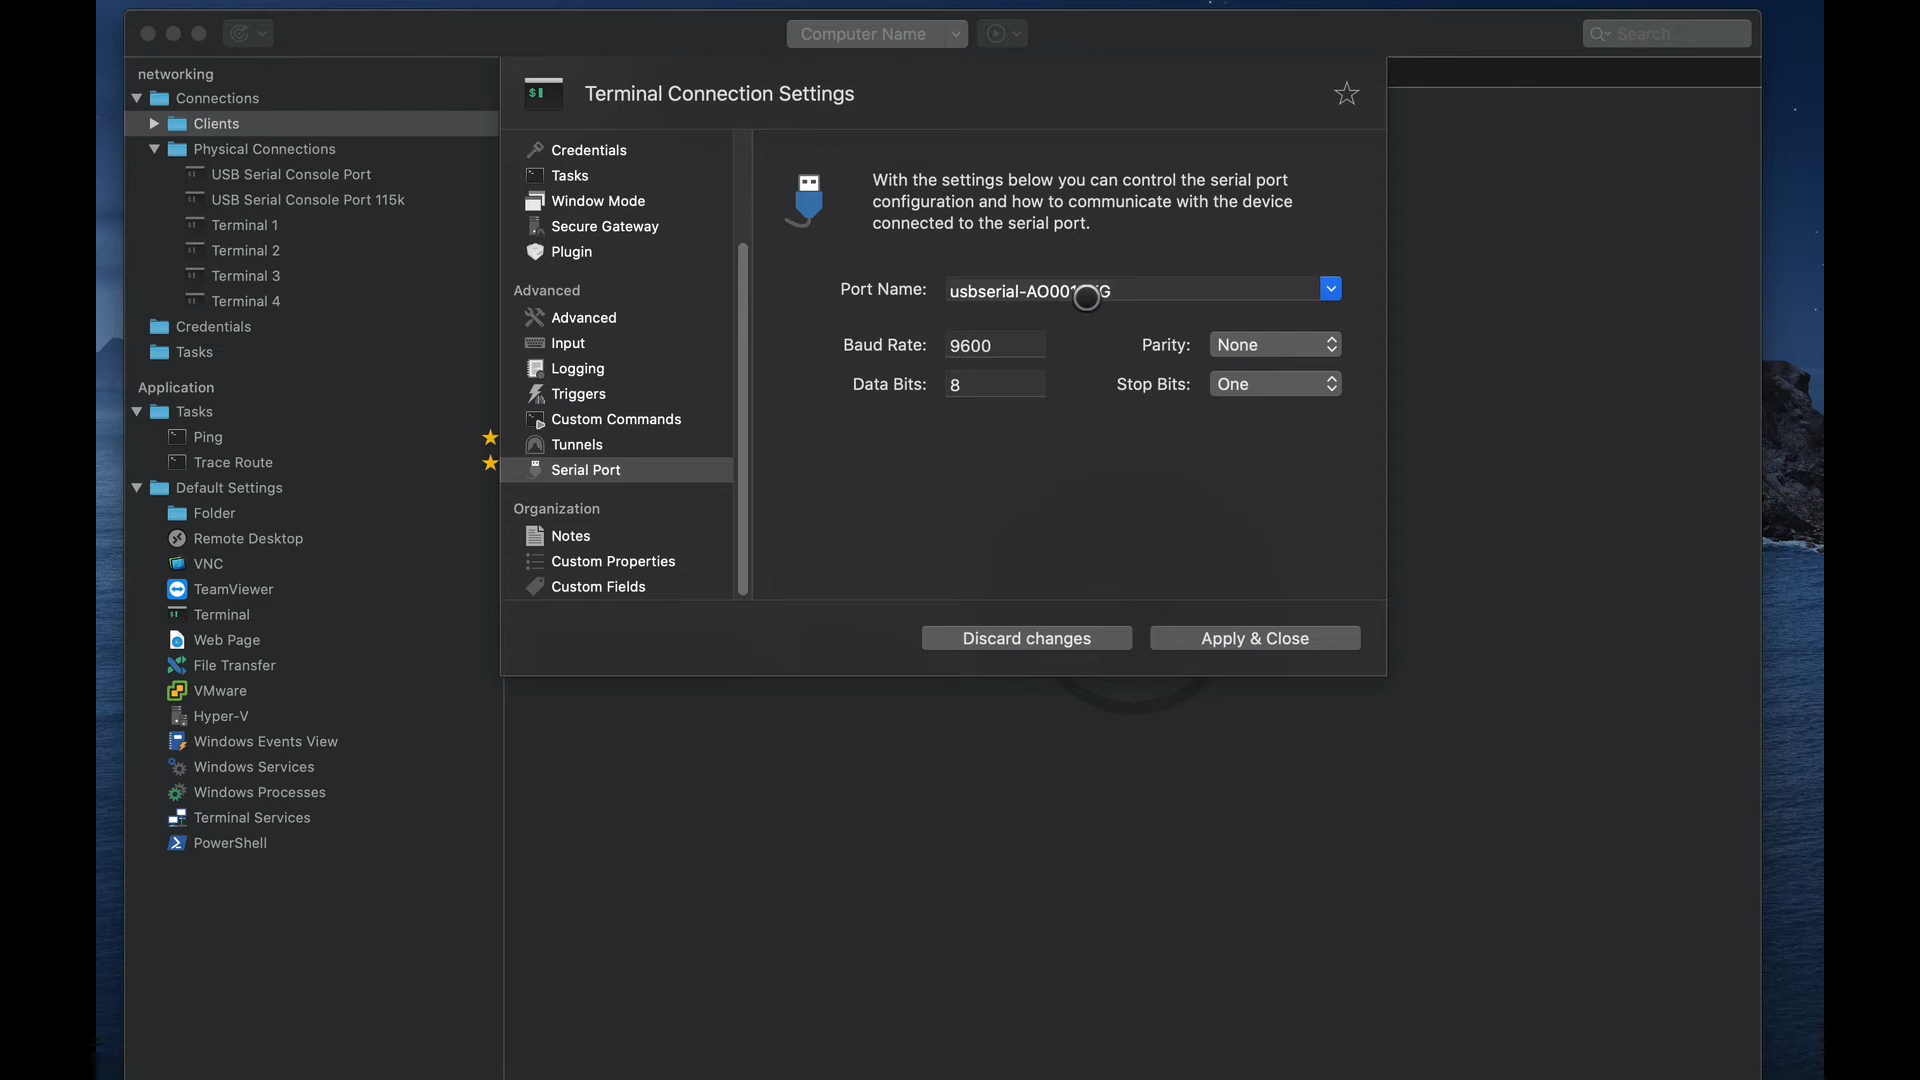 Computer Name
Search
networking
Connections
Clients
Physical Connections
USB Serial Console Port
USB Serial Console Port 115k
Terminal 1
Terminal 2
Terminal 3
Terminal 4
Credentials
Tasks
Application
Tasks
Ping
Trace Route
Default Settings
Folder
Remote Desktop
VNC
TeamViewer
Terminal
Web Page
File Transfer
VMware
Hyper-V
Windows Events View
Windows Services
Windows Processes
Terminal Services
PowerShell
Terminal Connection Settings
Credentials
Tasks
Window Mode
Secure Gateway
Plugin
Advanced
Advanced
Input
Logging
Triggers
Custom Commands
Tunnels
Serial Port
Organization
Notes
Custom Properties
Custom Fields
With the settings below you can control the serial port
configuration and how to communicate with the device
connected to the serial port.
Port Name:
Baud Rate: 9600 Parity: None
Data Bits: 8 Stop Bits: One
Discard changes Apply & Close